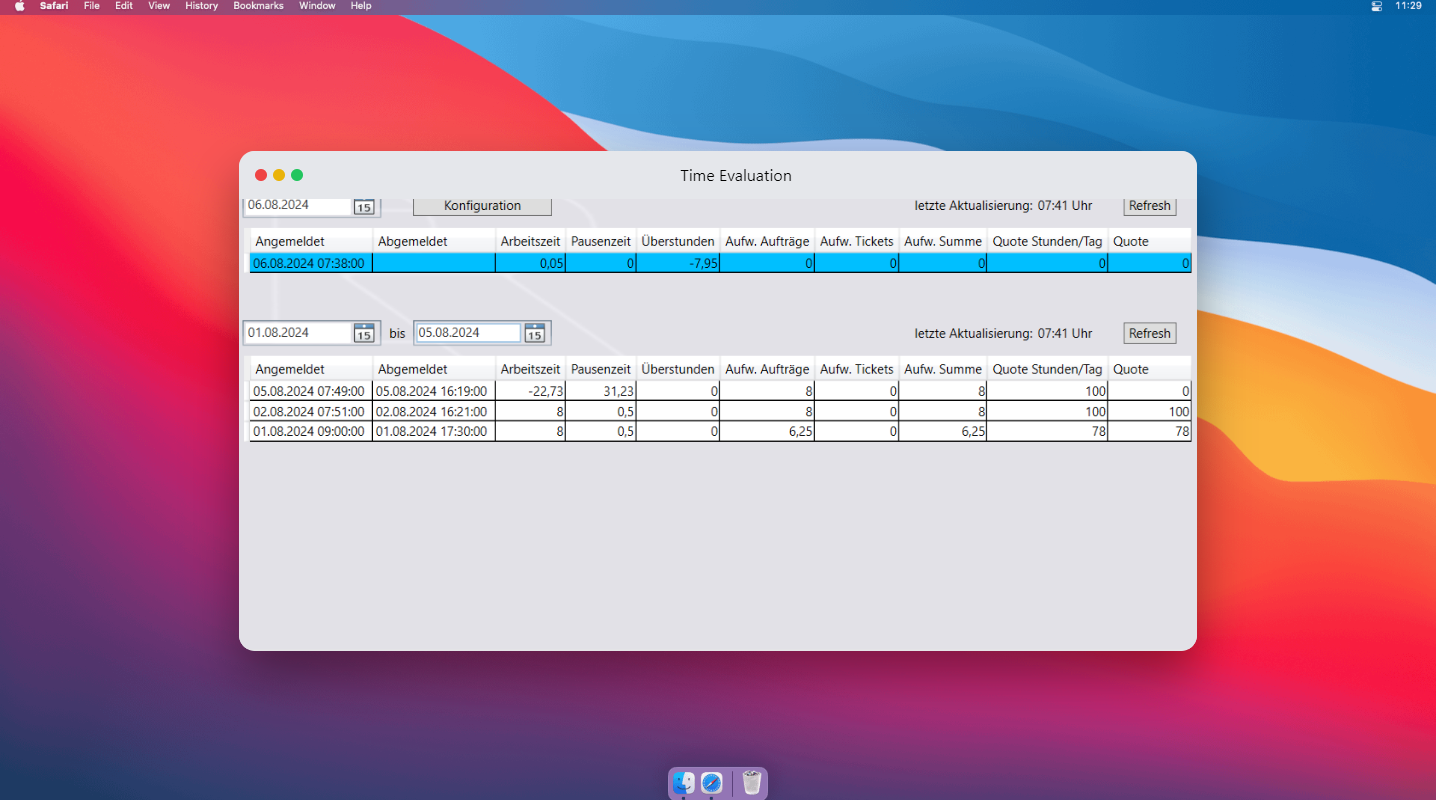 Safari File Edit View History Bookmarks Window Help 11:29
Time Evaluation
06.08.2024 15 Konfiguration letzte Aktualisierung: 07:41 Uhr Refresh
Angemeldet Abgemeldet Arbeitszeit Pausenzeit Überstunden Aufw. Aufträge Aufw. Tickets Aufw. Summe Quote Stunden/Tag Quote
06.08.2024 07:38:00 0,05 0 -7,95 0 0 0 0 0
01.08.2024 15 bis 05.08.2024 15 letzte Aktualisierung: 07:41 Uhr Refresh
Angemeldet Abgemeldet Arbeitszeit Pausenzeit Überstunden Aufw. Aufträge Aufw. Tickets Aufw. Summe Quote Stunden/Tag Quote
05.08.2024 07:49:00 05.08.2024 16:19:00 -22,73 31,23 0 8 0 8 100 0
02.08.2024 07:51:00 02.08.2024 16:21:00 8 0,5 0 8 0 8 100 100
01.08.2024 09:00:00 01.08.2024 17:30:00 8 0,5 0 6,25 0 6,25 78 78